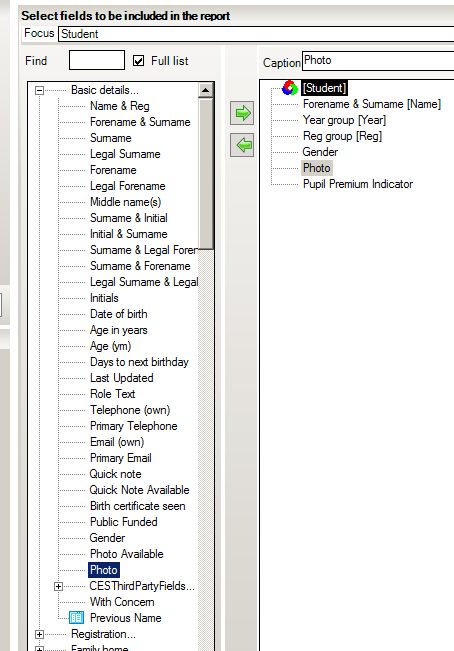 Select fields to be included in the report
Focus Student
Find Full list
Caption Photo
Basic details...
Name & Reg
Forename & Surname
Surname
Legal Surname
Forename
Legal Forename
Middle name(s)
Surname & Initial
Initial & Surname
Surname & Legal Foren
Surname & Forename
Legal Surname & Legal
Initials
Date of birth
Age in years
Age (ym)
Days to next birthday
Last Updated
Role Text
Telephone (own)
Primary Telephone
Email (own)
Primary Email
Quick note
Quick Note Available
Birth certificate seen
Public Funded
Gender
Photo Available
Photo
CESThirdPartyFields...
With Concern
Previous Name
Registration...
Family home
[Student]
Forename & Surname [Name]
Year group [Year]
Reg group [Reg]
Gender
Photo
Pupil Premium Indicator